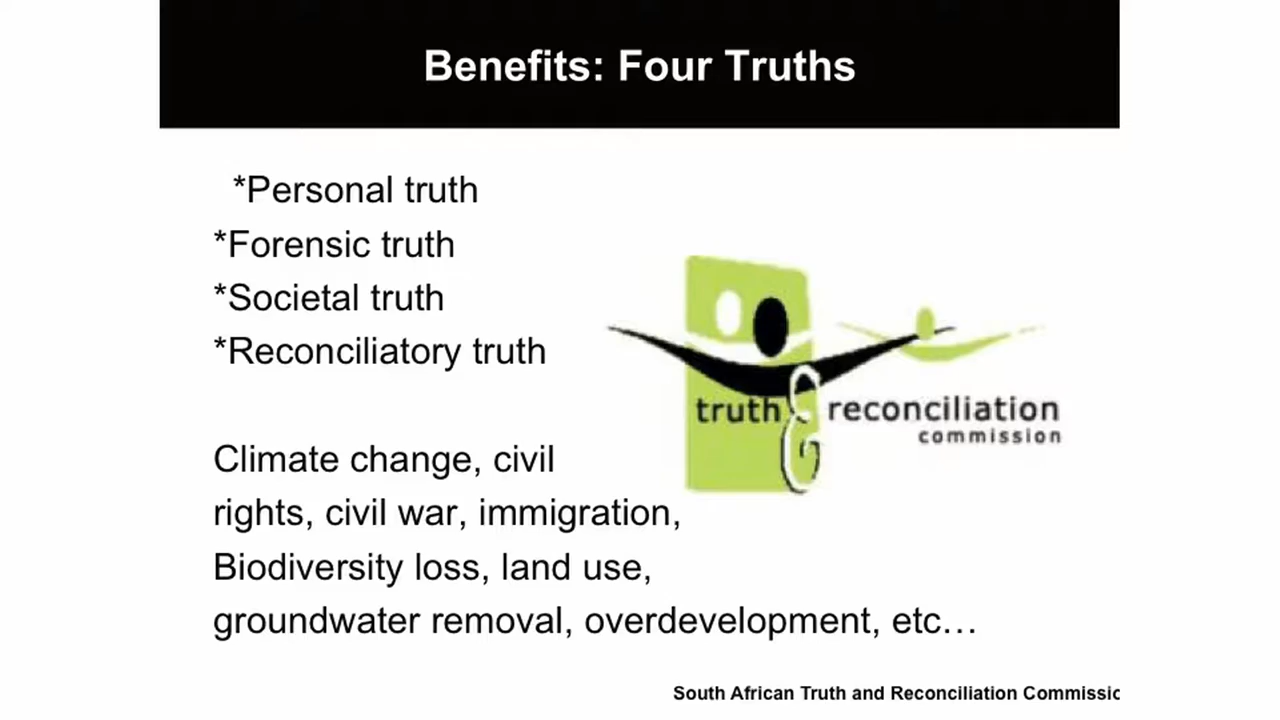 Benefits: Four Truths
*Personal truth
*Forensic truth
*Societal truth
*Reconciliatory truth
truth & reconciliation
commission
Climate change, civil
rights, civil war, immigration,
Biodiversity loss, land use,
groundwater removal, overdevelopment, etc…
South African Truth and Reconciliation Commissic